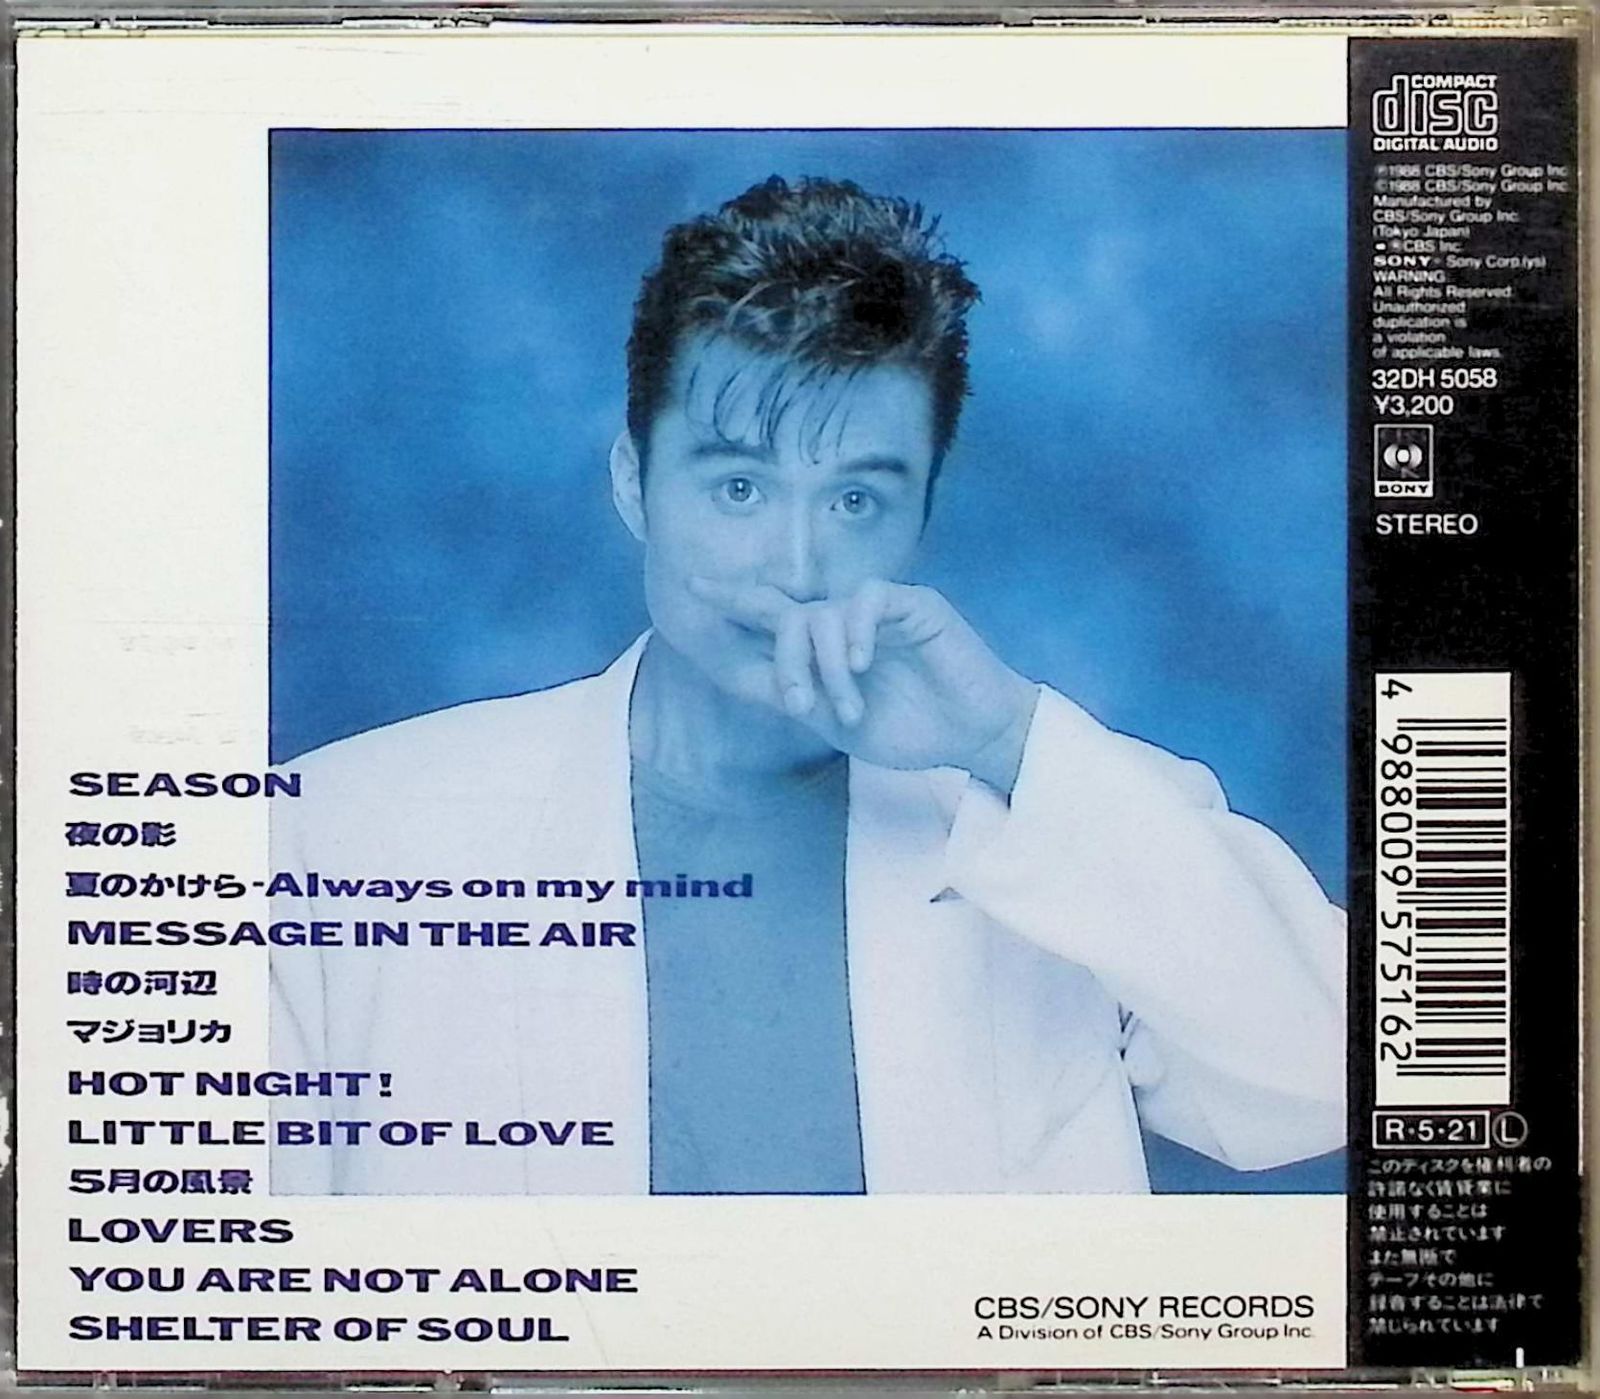 SEASON
夜の影
夏のかけら-Always on my mind
MESSAGE IN THE AIR
時の河辺
マジョリカ
HOT NIGHT!
LITTLE BIT OF LOVE
5月の風景
LOVERS
YOU ARE NOT ALONE
SHELTER OF SOUL
CBS/SONY RECORDS
A Division of CBS/Sony Group Inc.
COMPACT
disc
DIGITAL AUDIO
℗1988 CBS/Sony Group Inc.
©1988 CBS/Sony Group Inc.
Manufactured by
CBS/Sony Group Inc.
(Tokyo Japan)
®CBS Inc.
SONY® Sony Corp.(ys)
WARNING:
All Rights Reserved.
Unauthorized
duplication is
a violation
of applicable laws.
32DH 5058
¥3,200
SONY
STEREO
4 988009 575162
R・5・21 Ⓛ
このディスクを権利者の
許諾なく賃貸業に
使用することは
禁止されています
また無断で
テープその他に
録音することは法律で
禁じられています